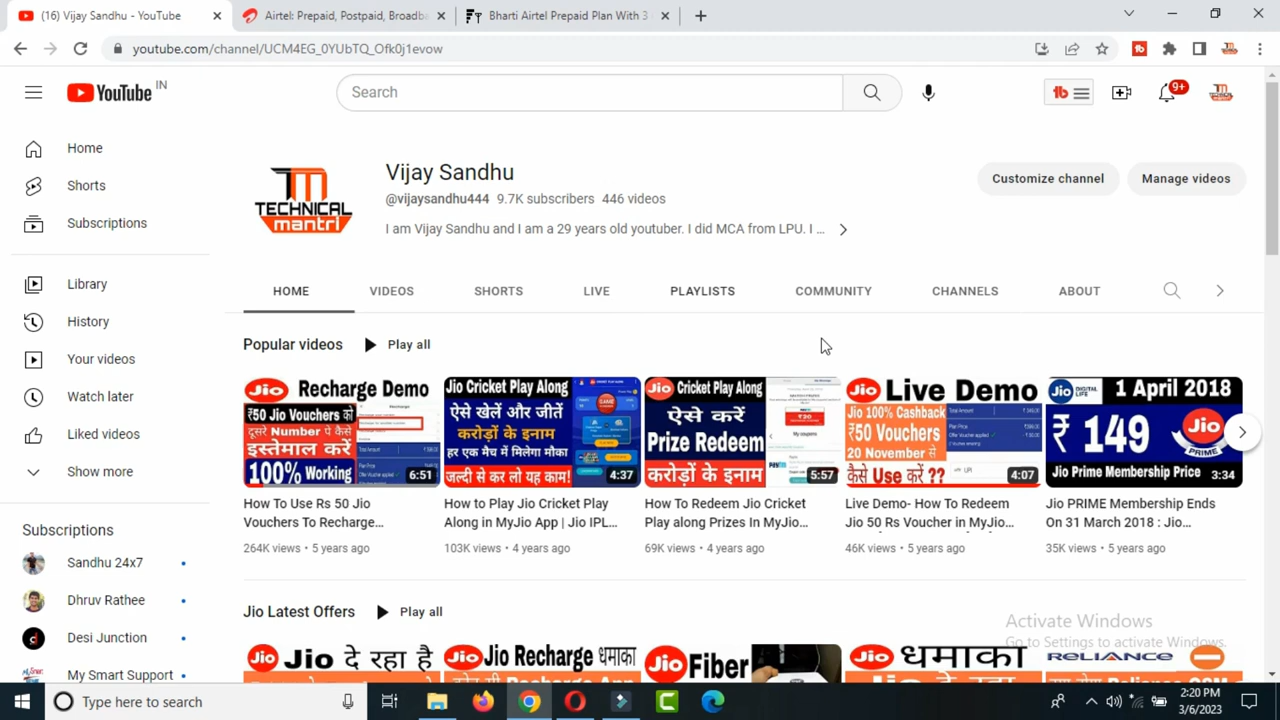 (16) Vijay Sandhu - YouTube
Airtel: Prepaid, Postpaid, Broadb
Bharti Airtel Prepaid Plan With 3
youtube.com/channel/UCM4EG_0YUbTQ_Ofk0j1evow
YouTube IN
Search
9+
Home
Shorts
Subscriptions
Library
History
Your videos
Watch later
Liked videos
Show more
Subscriptions
Sandhu 24x7
Dhruv Rathee
Desi Junction
My Smart Support
TM
TECHNICAL
mantri
Vijay Sandhu
@vijaysandhu444 9.7K subscribers 446 videos
I am Vijay Sandhu and I am a 29 years old youtuber. I did MCA from LPU. I ...
Customize channel
Manage videos
HOME VIDEOS SHORTS LIVE PLAYLISTS COMMUNITY CHANNELS ABOUT
Popular videos
Play all
Jio Recharge Demo
₹50 Jio Vouchers को
दूसरे Number पे कैसे
इस्तेमाल करें
100% Working
6:51
How To Use Rs 50 Jio
Vouchers To Recharge...
264K views • 5 years ago
Jio Cricket Play Along
ऐसे खेलें और जीतें
करोड़ों के इनाम
हर एक मैच में मिलेगा मौका
जल्दी से कर लो यह काम!
4:37
How to Play Jio Cricket Play
Along in MyJio App | Jio IPL...
103K views • 4 years ago
Jio Cricket Play Along
ऐसे करें
Prize Redeem
करोड़ों के इनाम
5:57
How To Redeem Jio Cricket
Play along Prizes In MyJio...
69K views • 4 years ago
Jio Live Demo
Jio 100% Cashback
₹50 Vouchers
20 November से
कैसे Use करें ??
4:07
Live Demo- How To Redeem
Jio 50 Rs Voucher in MyJio...
46K views • 5 years ago
Jio DIGITAL LIFE
1 April 2018
₹ 149
Jio PRIME
Jio Prime Membership Price
3:34
Jio PRIME Membership Ends
On 31 March 2018 : Jio...
35K views • 5 years ago
Jio Latest Offers
Play all
Jio दे रहा है
Jio Recharge धमाका
Jio Fiber
Jio धमाका
RELIANCE
Activate Windows
Go to Settings to activate Windows.
Type here to search
2:20 PM
3/6/2023